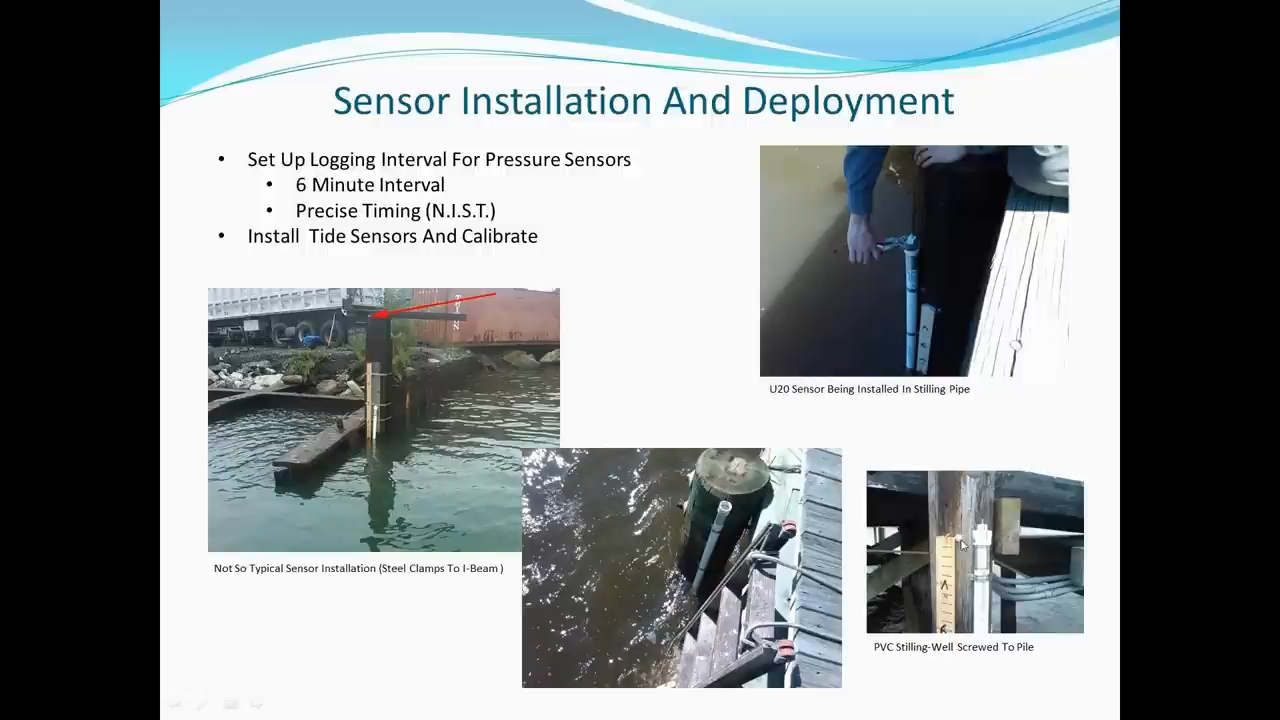 Sensor Installation And Deployment
• Set Up Logging Interval For Pressure Sensors
• 6 Minute Interval
• Precise Timing (N.I.S.T.)
• Install Tide Sensors And Calibrate
U20 Sensor Being Installed In Stilling Pipe
Not So Typical Sensor Installation (Steel Clamps To I-Beam )
PVC Stilling-Well Screwed To Pile